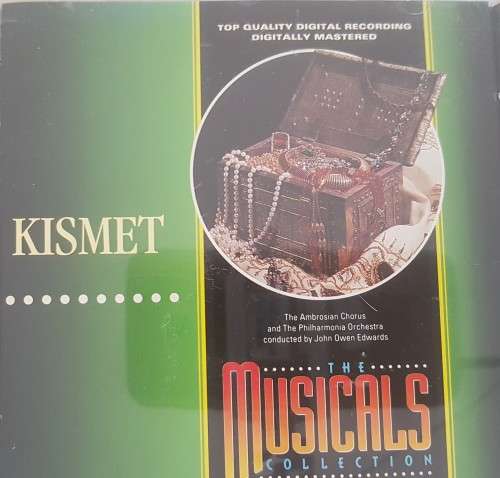 TOP QUALITY DIGITAL RECORDING
DIGITALLY MASTERED
KISMET
The Ambrosian Chorus
and The Philharmonia Orchestra
conducted by John Owen Edwards
THE
MUSICALS
COLLECTION